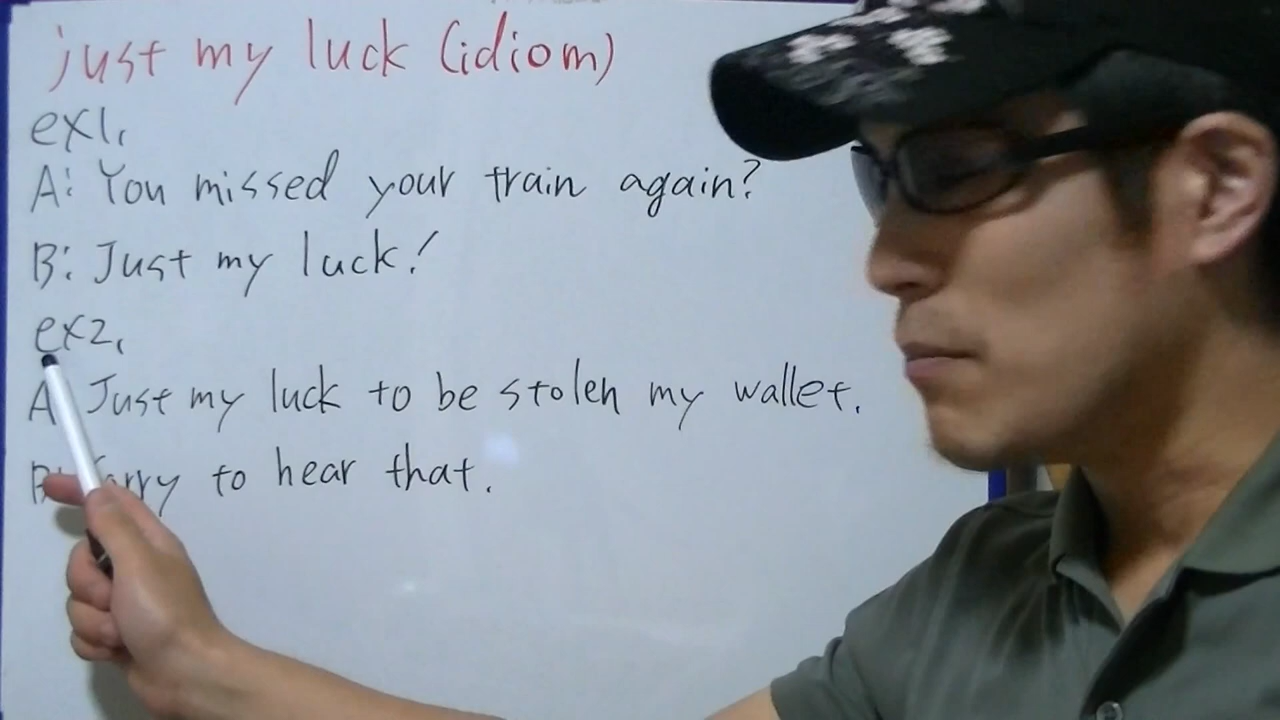 just my luck (idiom)
ex1,
A: You missed your train again?
B: Just my luck!
ex2,
A Just my luck to be stolen my wallet.
B: to hear that.